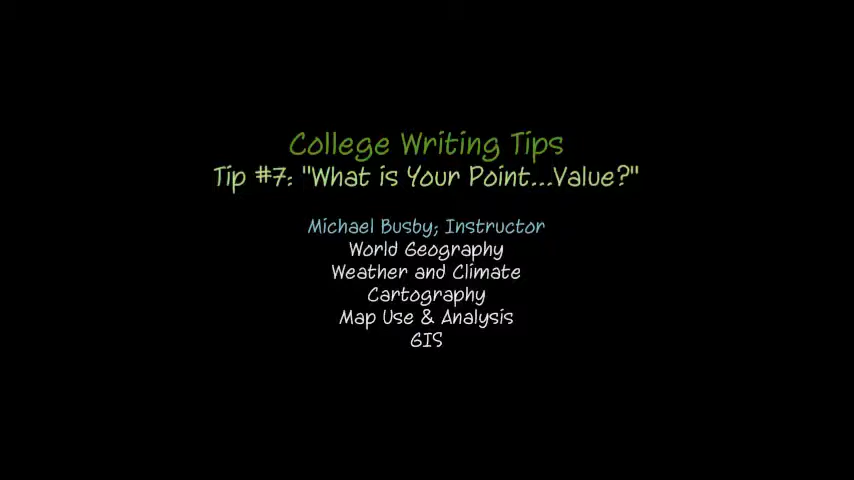 College Writing Tips
Tip #7: "What is Your Point...Value?"
Michael Busby; Instructor
World Geography
Weather and Climate
Cartography
Map Use & Analysis
GIS